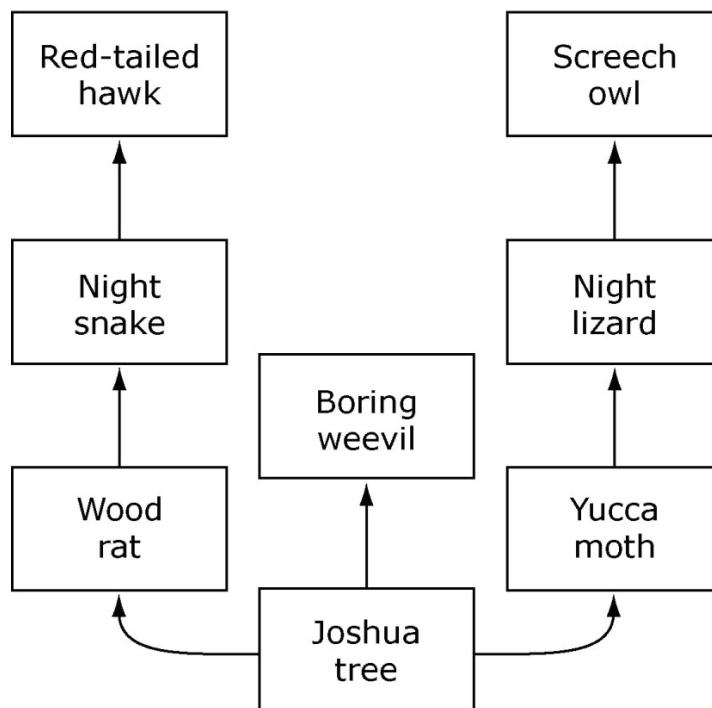 Red-tailed
hawk
Screech
owl
Night
snake
Night
lizard
Boring
weevil
Wood
rat
Yucca
moth
Joshua
tree